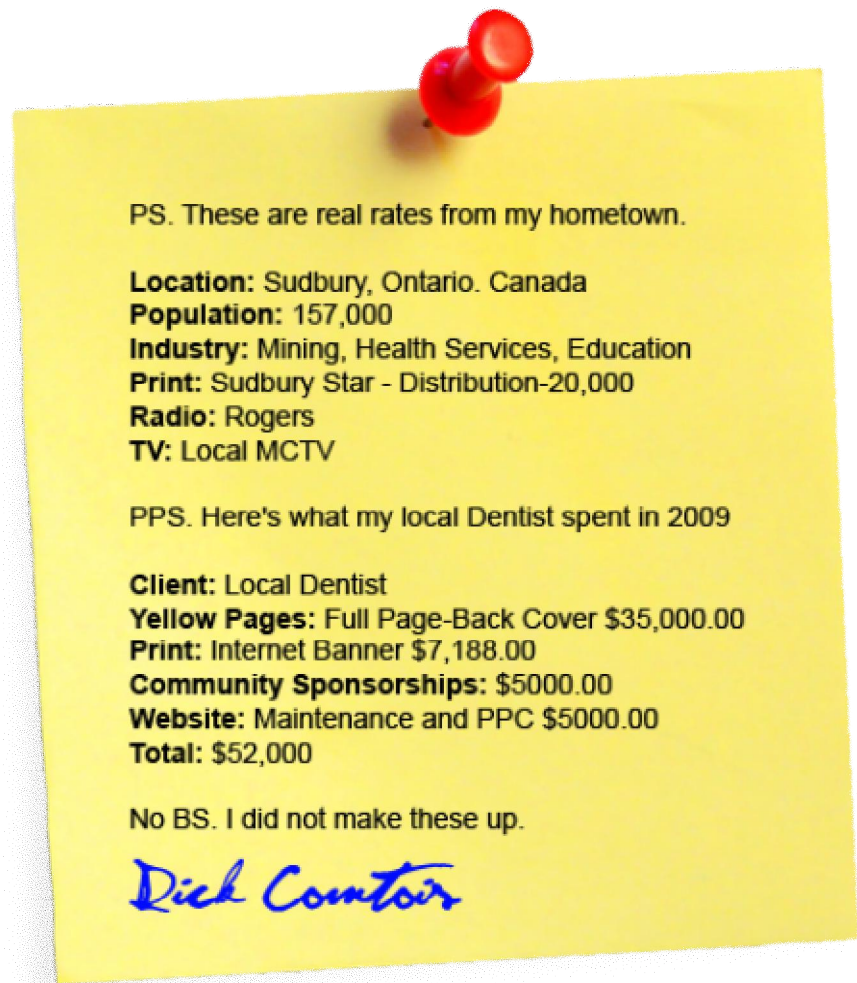 PS. These are real rates from my hometown.
Location: Sudbury, Ontario. Canada
Population: 157,000
Industry: Mining, Health Services, Education
Print: Sudbury Star - Distribution-20,000
Radio: Rogers
TV: Local MCTV
PPS. Here's what my local Dentist spent in 2009
Client: Local Dentist
Yellow Pages: Full Page-Back Cover $35,000.00
Print: Internet Banner $7,188.00
Community Sponsorships: $5000.00
Website: Maintenance and PPC $5000.00
Total: $52,000
No BS. I did not make these up.
Dick Comtois